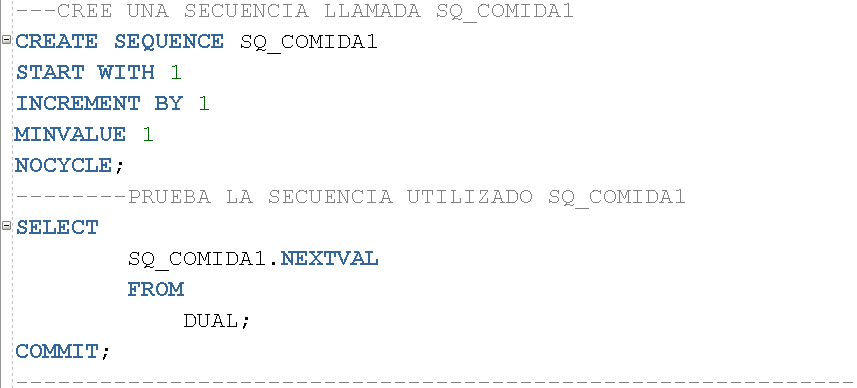 ---CREE UNA SECUENCIA LLAMADA SQ_COMIDA1
CREATE SEQUENCE SQ_COMIDA1
START WITH 1
INCREMENT BY 1
MINVALUE 1
NOCYCLE;
--------PRUEBA LA SECUENCIA UTILIZADO SQ_COMIDA1
SELECT
SQ_COMIDA1.NEXTVAL
FROM
DUAL;
COMMIT;
------------------------------------------------------------